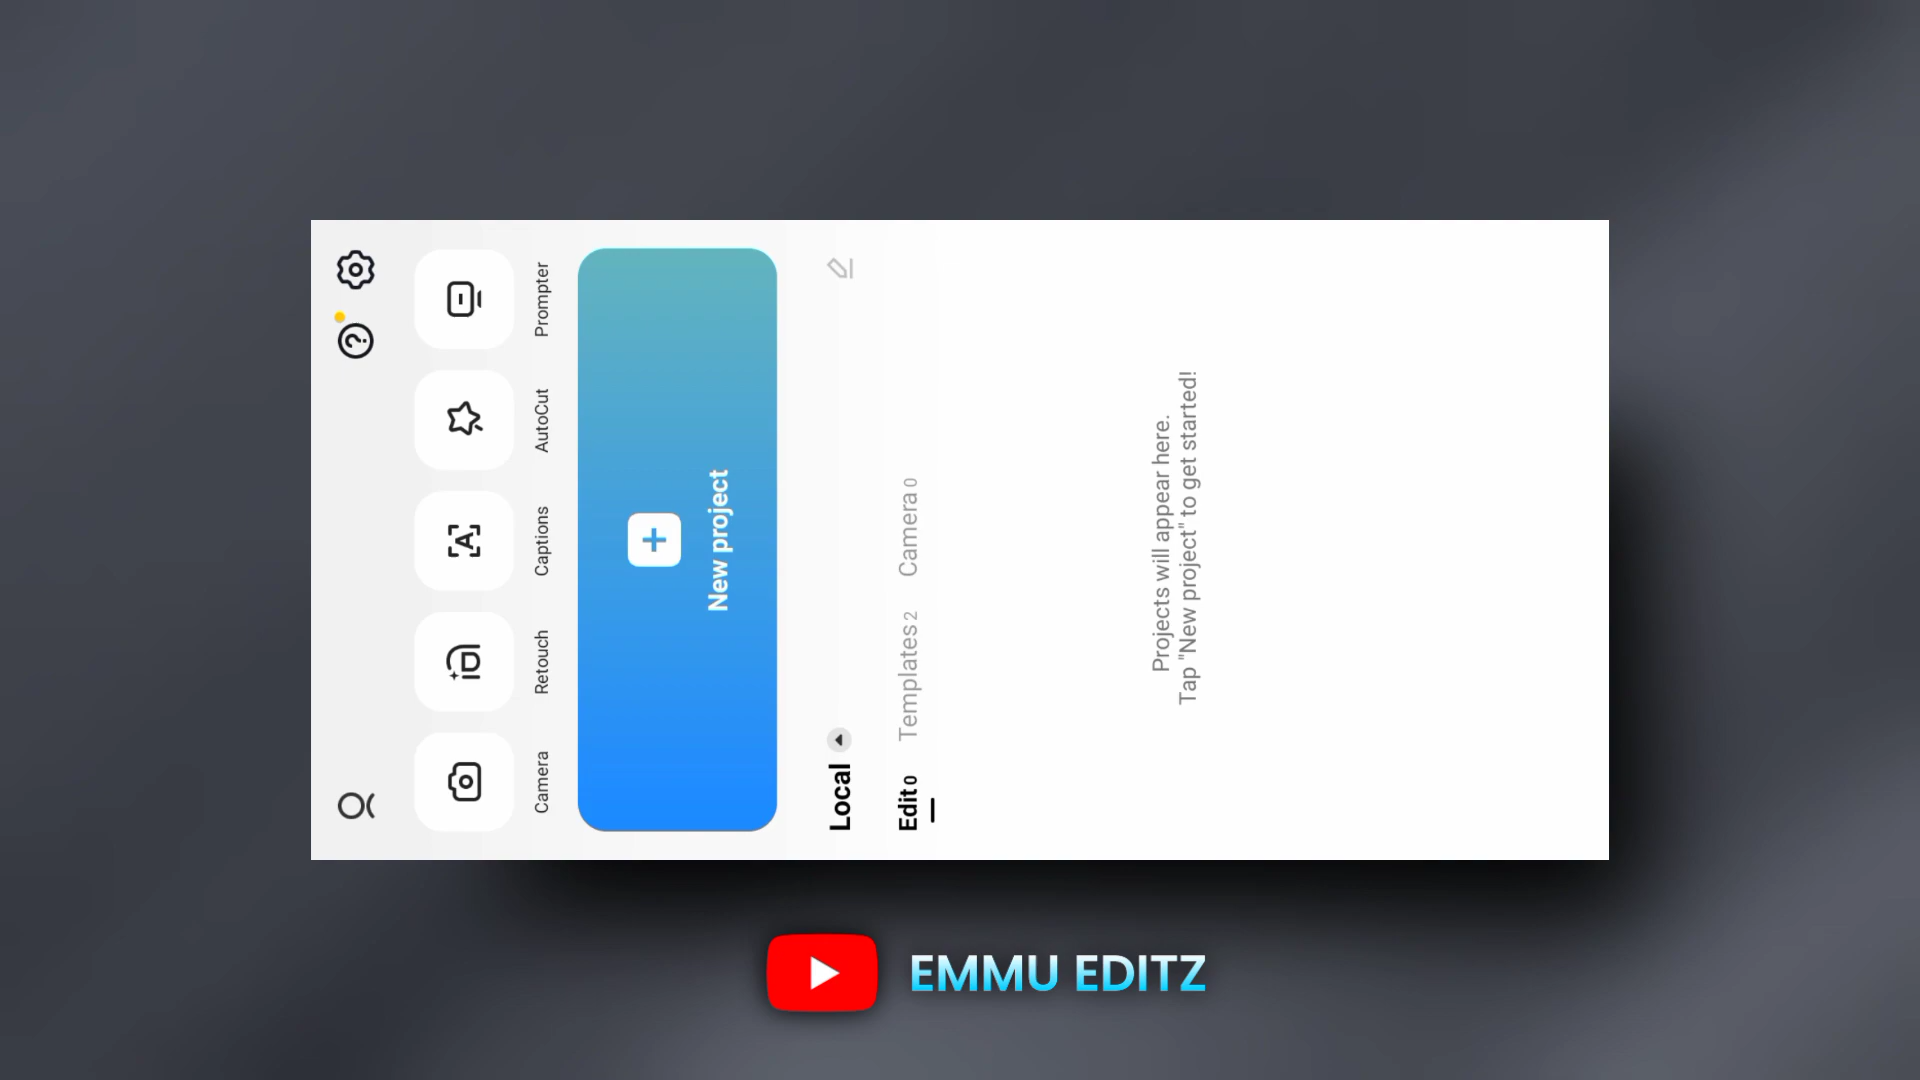 Camera
Retouch
Captions
AutoCut
Prompter
New project
Local
Edit 0
Templates 2
Camera 0
Projects will appear here.
Tap "New project" to get started!
EMMU EDITZ